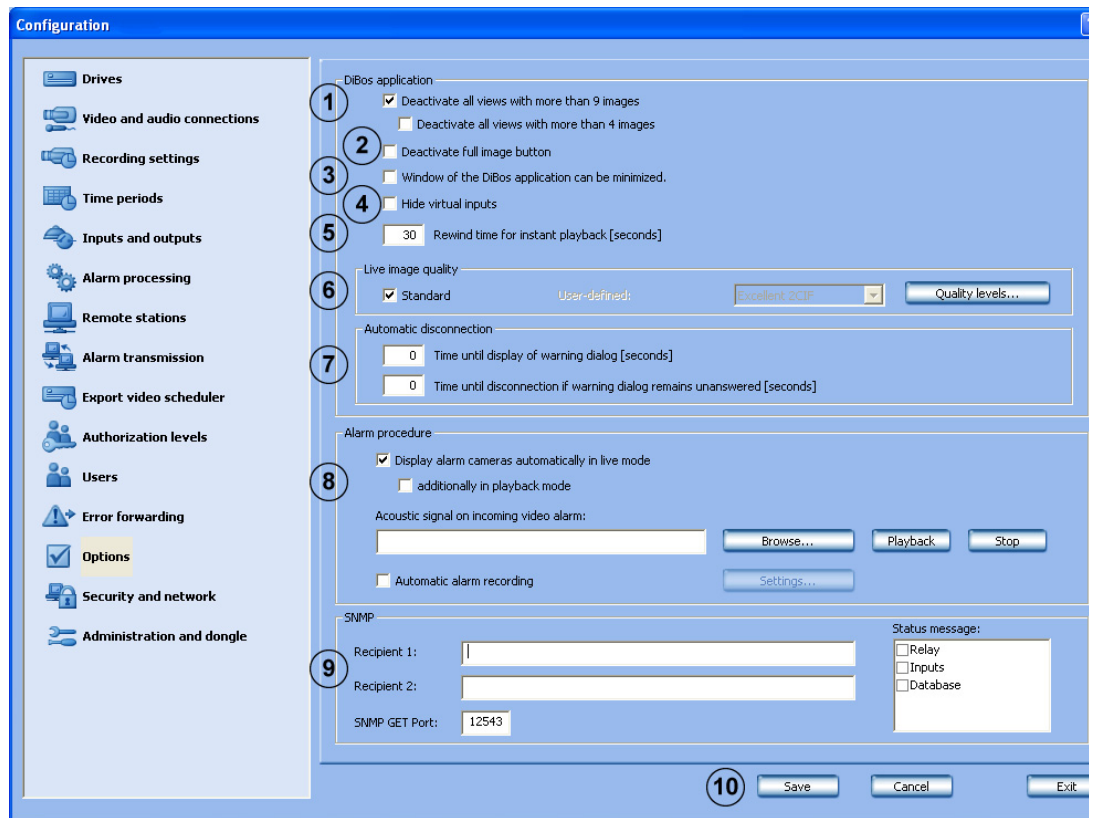 Configuration
Drives
Video and audio connections
Recording settings
Time periods
Inputs and outputs
Alarm processing
Remote stations
Alarm transmission
Export video scheduler
Authorization levels
Users
Error forwarding
Options
Security and network
Administration and dongle
DiBos application
1 Deactivate all views with more than 9 images
Deactivate all views with more than 4 images
2 Deactivate full image button
3 Window of the DiBos application can be minimized.
4 Hide virtual inputs
5 30 Rewind time for instant playback [seconds]
Live image quality
6 Standard User-defined: Excellent 2CIF Quality levels...
Automatic disconnection
7 0 Time until display of warning dialog [seconds]
0 Time until disconnection if warning dialog remains unanswered [seconds]
Alarm procedure
Display alarm cameras automatically in live mode
8 additionally in playback mode
Acoustic signal on incoming video alarm:
Browse... Playback Stop
Automatic alarm recording Settings...
SNMP
Status message:
9 Recipient 1:
Relay
Inputs
Recipient 2:
Database
SNMP GET Port: 12543
10 Save Cancel Exit